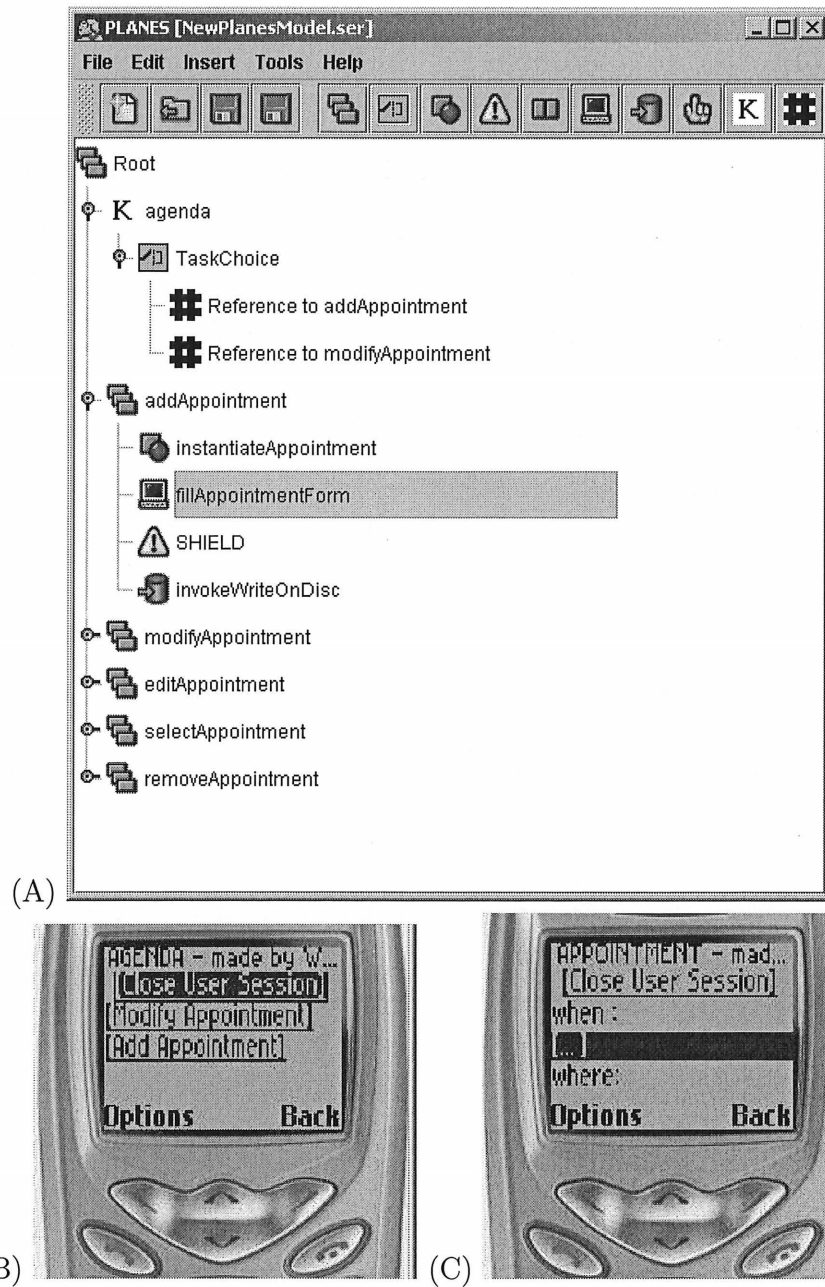 PLANES [NewPlanesModel.ser]
File Edit Insert Tools Help
K
Root
K agenda
TaskChoice
Reference to addAppointment
Reference to modifyAppointment
addAppointment
instantiateAppointment
fillAppointmentForm
SHIELD
invokeWriteOnDisc
modifyAppointment
editAppointment
selectAppointment
removeAppointment
(A)
AGENDA - made by 'W...
[Close User Session]
[Modify Appointment]
[Add Appointment]
Options Back
B)
APPOINTMENT - mad...
[Close User Session]
when :
[... ]
where:
Options Back
(C)